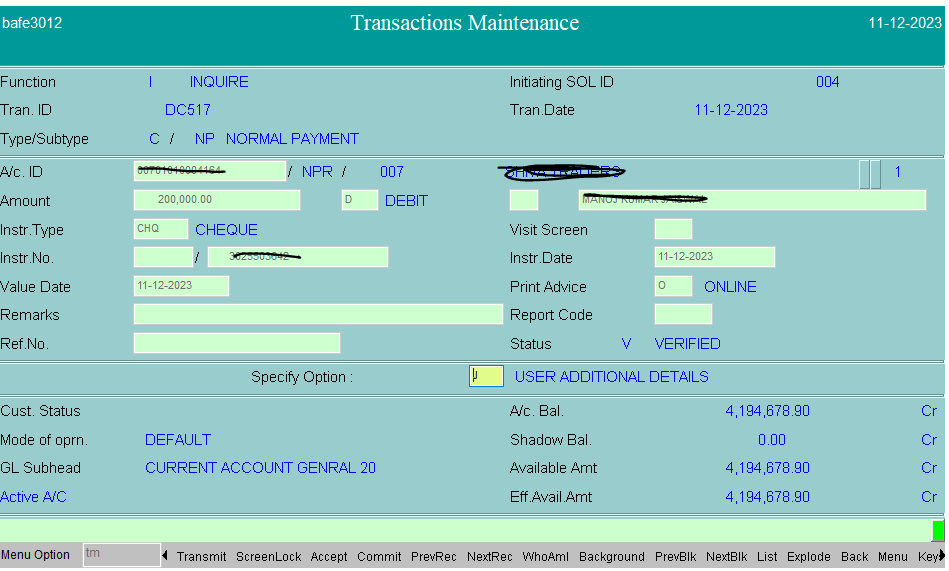 bafe3012 Transactions Maintenance 11-12-2023
Function I INQUIRE Initiating SOL ID 004
Tran. ID DC517 Tran.Date 11-12-2023
Type/Subtype C / NP NORMAL PAYMENT
A/c. ID / NPR / 007 1
Amount 200,000.00 D DEBIT
Instr.Type CHQ CHEQUE Visit Screen
Instr.No. / Instr.Date 11-12-2023
Value Date 11-12-2023 Print Advice O ONLINE
Remarks Report Code
Ref.No. Status V VERIFIED
Specify Option : µ USER ADDITIONAL DETAILS
Cust. Status A/c. Bal. 4,194,678.90 Cr
Mode of oprn. DEFAULT Shadow Bal. 0.00 Cr
GL Subhead CURRENT ACCOUNT GENRAL 20 Available Amt 4,194,678.90 Cr
Active A/C Eff.Avail.Amt 4,194,678.90 Cr
Menu Option tm Transmit ScreenLock Accept Commit PrevRec NextRec WhoAmI Background PrevBlk NextBlk List Explode Back Menu Key